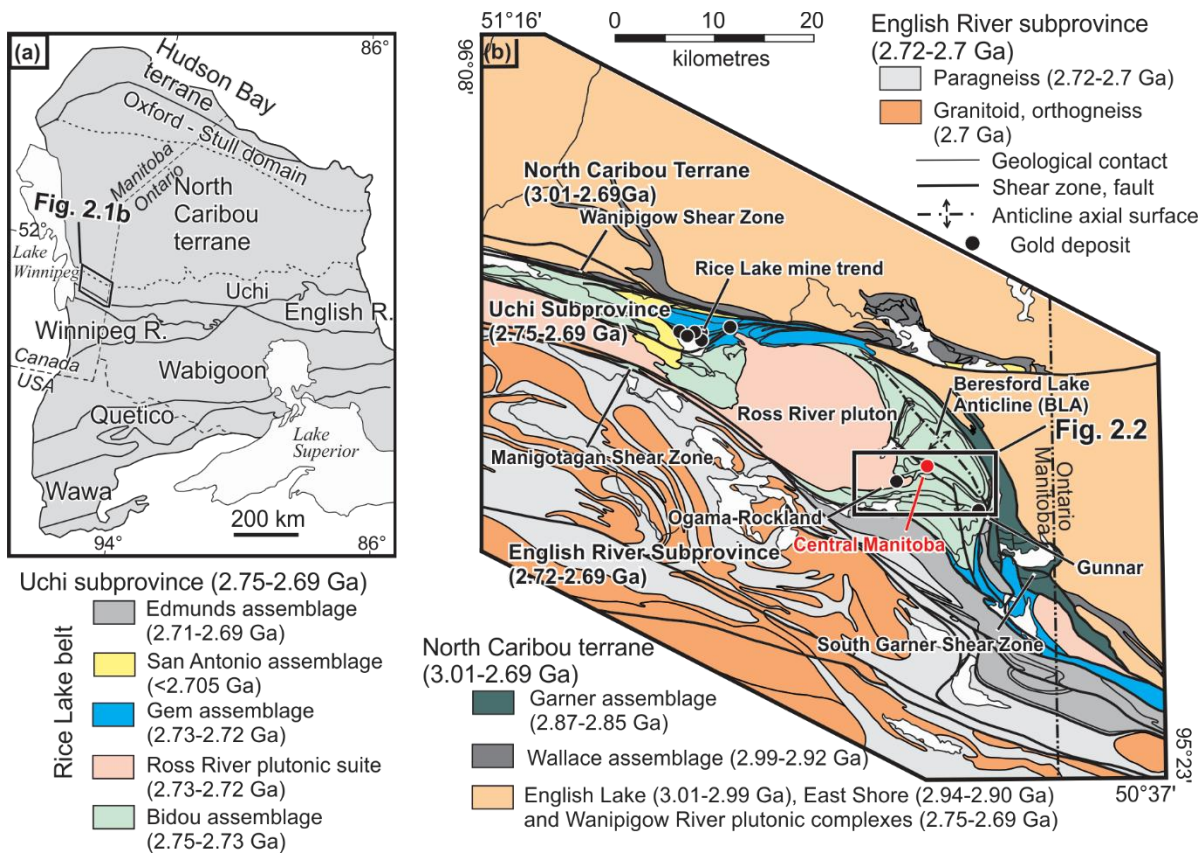 (a)
86°
Hudson Bay
terrane
Oxford - Stull domain
Manitoba
Ontario
North
Caribou
terrane
Fig. 2.1b
52°
Lake
Winnipeg
Uchi
English R.
Winnipeg R.
Canada
USA
Wabigoon
Quetico
Lake
Superior
Wawa
200 km
94°
86°
Uchi subprovince (2.75-2.69 Ga)
Rice Lake belt
Edmunds assemblage
(2.71-2.69 Ga)
San Antonio assemblage
(<2.705 Ga)
Gem assemblage
(2.73-2.72 Ga)
Ross River plutonic suite
(2.73-2.72 Ga)
Bidou assemblage
(2.75-2.73 Ga)
51°16'
(b)
0 10 20
kilometres
English River subprovince
(2.72-2.7 Ga)
Paragneiss (2.72-2.7 Ga)
Granitoid, orthogneiss
(2.7 Ga)
Geological contact
Shear zone, fault
Anticline axial surface
Gold deposit
North Caribou Terrane
(3.01-2.69Ga)
Wanipigow Shear Zone
Rice Lake mine trend
Uchi Subprovince
(2.75-2.69 Ga)
Beresford Lake
Anticline (BLA)
Ross River pluton
Fig. 2.2
Manigotagan Shear Zone
Ontario
Manitoba
Ogama-Rockland
Central Manitoba
English River Subprovince
(2.72-2.69 Ga)
Gunnar
South Garner Shear Zone
95°23'
50°37'
North Caribou terrane
(3.01-2.69 Ga)
Garner assemblage
(2.87-2.85 Ga)
Wallace assemblage (2.99-2.92 Ga)
English Lake (3.01-2.99 Ga), East Shore (2.94-2.90 Ga)
and Wanipigow River plutonic complexes (2.75-2.69 Ga)